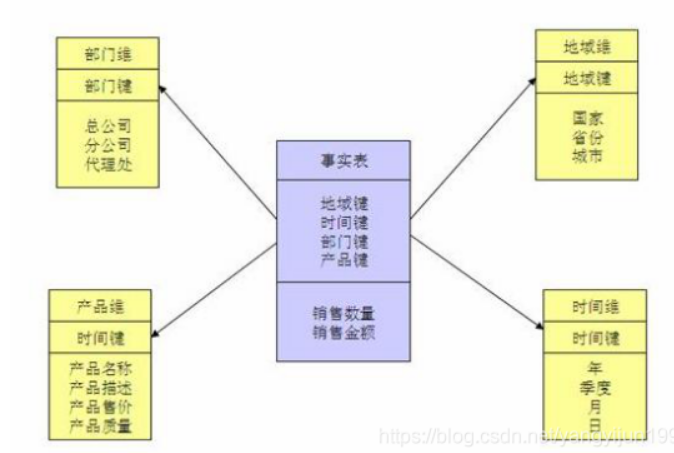 部门维
部门键
总公司
分公司
代理处
地域维
地域键
国家
省份
城市
事实表
地域键
时间键
部门键
产品键
销售数量
销售金额
产品维
时间键
产品名称
产品描述
产品售价
产品质量
时间维
时间键
年
季度
月
日
https://blog.csdn.net/yangyijun199